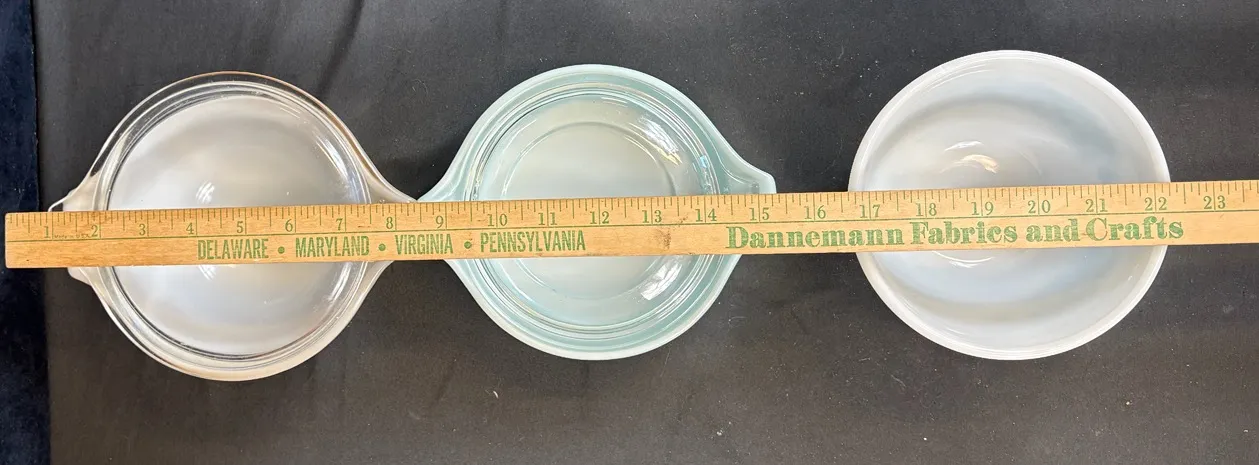 1 2 3 4 5 6 7 8 9 10 11 12 13 14 15 16 17 18 19 20 21 22 23
DELAWARE • MARYLAND • VIRGINIA • PENNSYLVANIA Dannemann Fabrics and Crafts